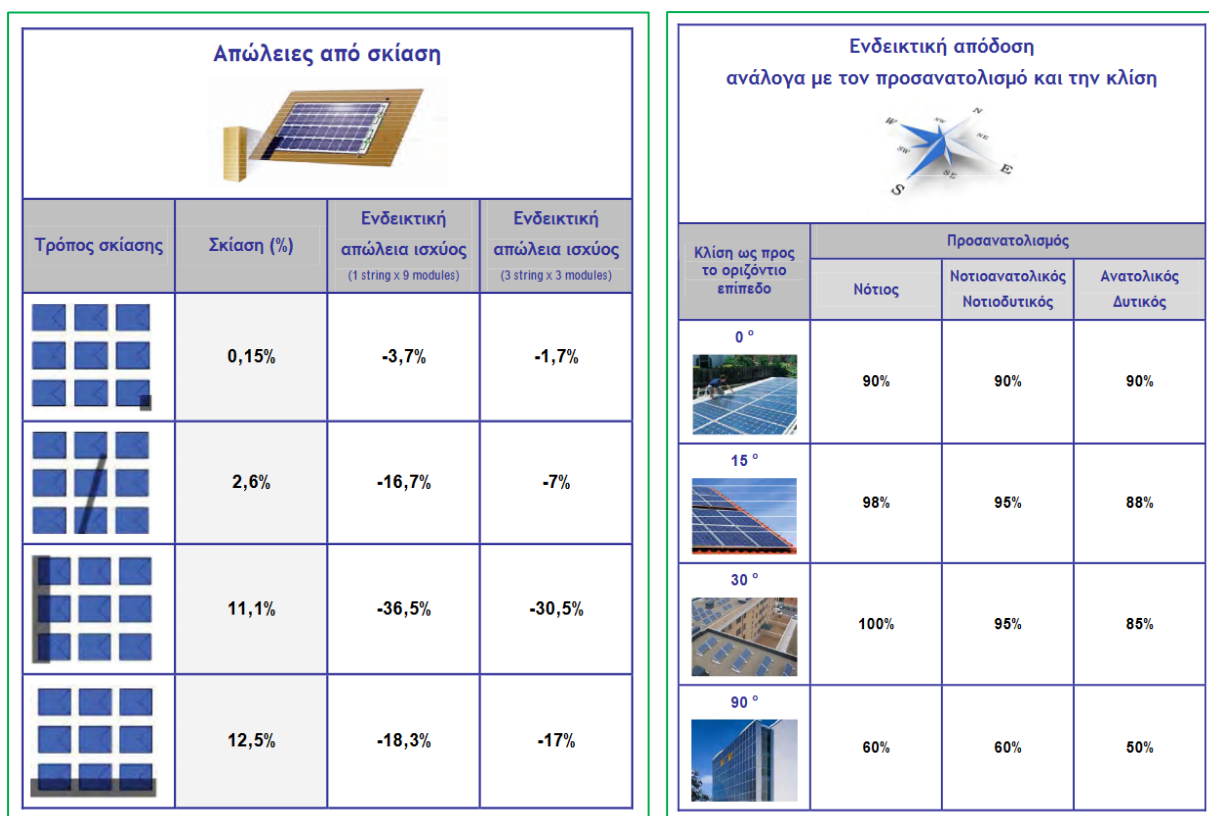 Απώλειες από σκίαση
Τρόπος σκίασης
Σκίαση (%)
Ενδεικτική
απώλεια ισχύος
(1 string x 9 modules)
Ενδεικτική
απώλεια ισχύος
(3 string x 3 modules)
0,15%
-3,7%
-1,7%
2,6%
-16,7%
-7%
11,1%
-36,5%
-30,5%
12,5%
-18,3%
-17%
Ενδεικτική απόδοση
ανάλογα με τον προσανατολισμό και την κλίση
N
NW
NE
W
E
SW
SE
S
Κλίση ως προς
το οριζόντιο
επίπεδο
Προσανατολισμός
Νότιος
Νοτιοανατολικός
Νοτιοδυτικός
Ανατολικός
Δυτικός
0 °
90%
90%
90%
15 °
98%
95%
88%
30 °
100%
95%
85%
90 °
60%
60%
50%